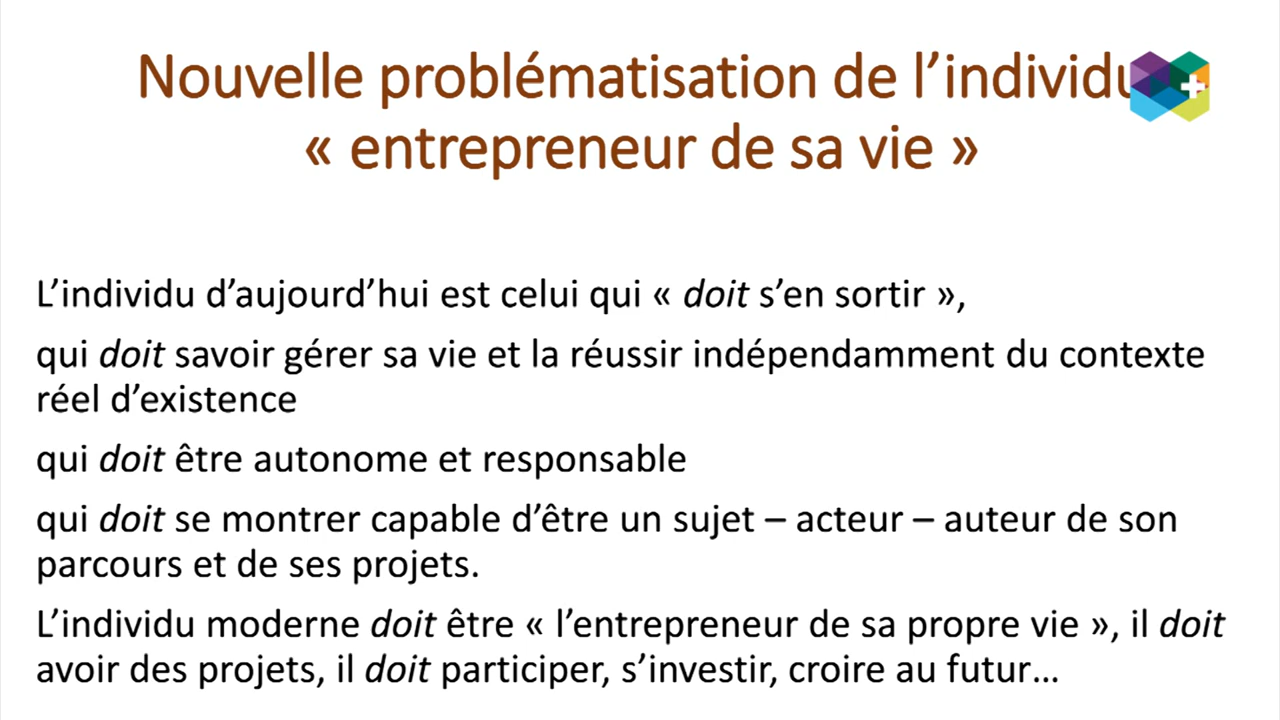 Nouvelle problématisation de l’individu
« entrepreneur de sa vie »
L’individu d’aujourd’hui est celui qui « doit s’en sortir »,
qui doit savoir gérer sa vie et la réussir indépendamment du contexte
réel d’existence
qui doit être autonome et responsable
qui doit se montrer capable d’être un sujet – acteur – auteur de son
parcours et de ses projets.
L’individu moderne doit être « l’entrepreneur de sa propre vie », il doit
avoir des projets, il doit participer, s’investir, croire au futur…